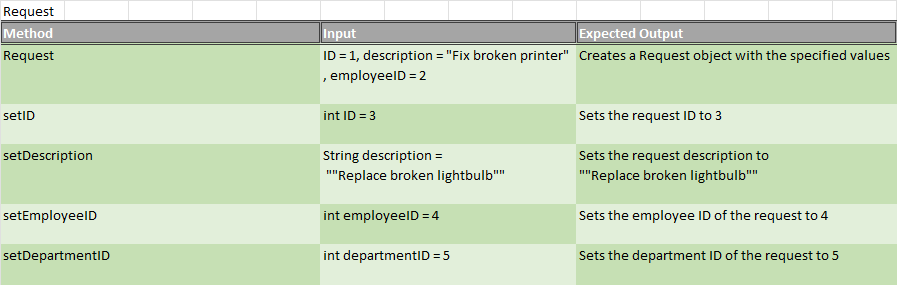 Request
Method Input Expected Output
Request ID = 1, description = "Fix broken printer" Creates a Request object with the specified values
, employeeID = 2
setID int ID = 3 Sets the request ID to 3
setDescription String description = Sets the request description to
""Replace broken lightbulb"" ""Replace broken lightbulb""
setEmployeeID int employeeID = 4 Sets the employee ID of the request to 4
setDepartmentID int departmentID = 5 Sets the department ID of the request to 5